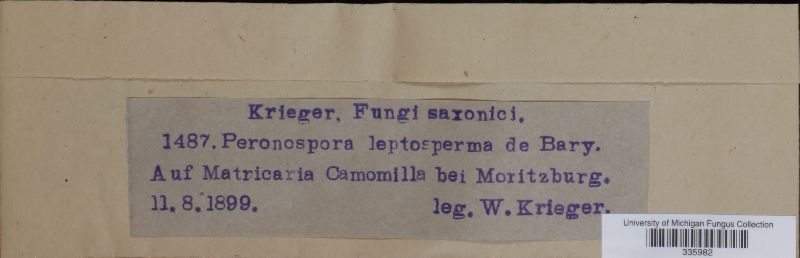 Krieger, Fungi saxonici.
1487. Peronospora leptosperma de Bary.
Auf Matricaria Camomilla bei Moritzburg.
11. 8. 1899. leg. W. Krieger.
University of Michigan Fungus Collection
335982